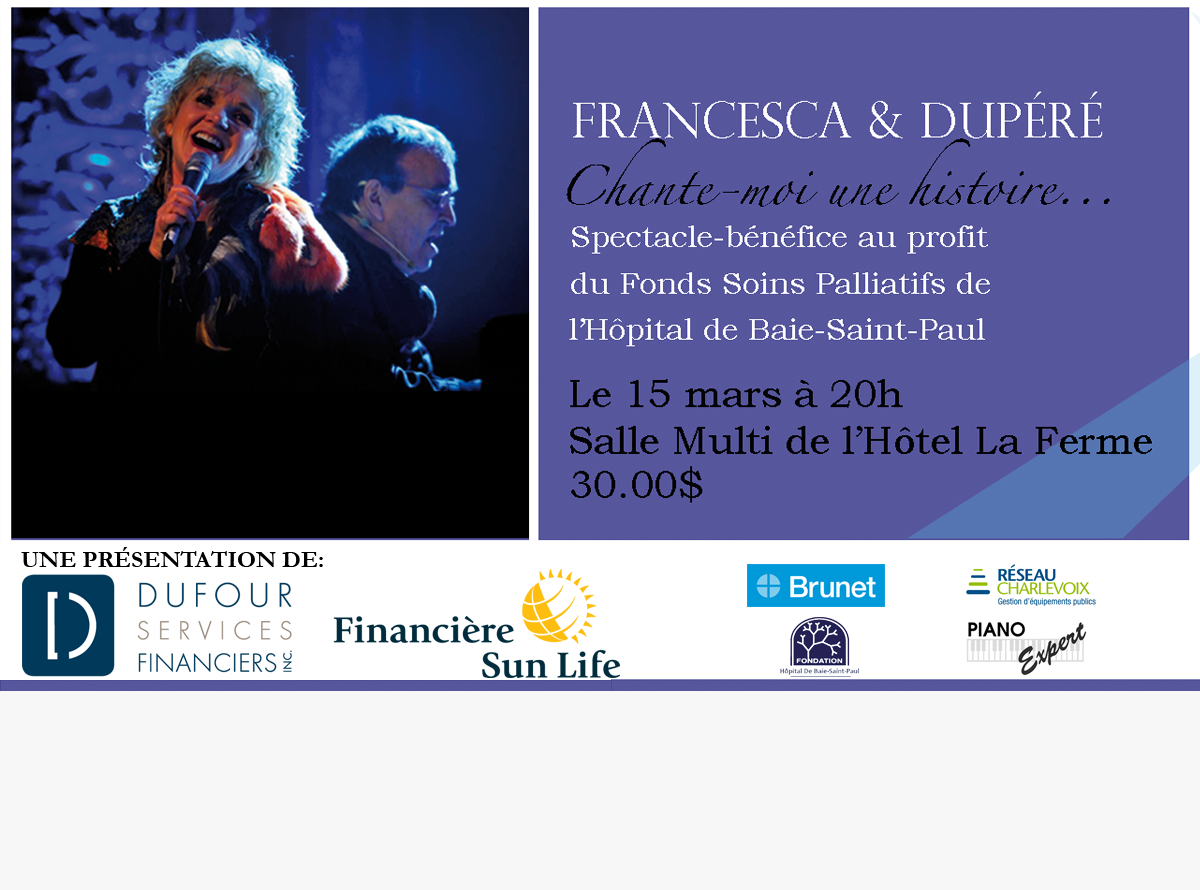 FRANCESCA & DUPÉRÉ
Chante-moi une histoire...
Spectacle-bénéfice au profit
du Fonds Soins Palliatifs de
l'Hôpital de Baie-Saint-Paul
Le 15 mars à 20h
Salle Multi de l'Hôtel La Ferme
30.00$
UNE PRÉSENTATION DE:
DUFOUR
SERVICES
FINANCIERS INC.
Financière
Sun Life
Brunet
FONDATION
Hôpital De Baie-Saint-Paul
RÉSEAU
CHARLEVOIX
Gestion d'équipements publics
PIANO
Expert